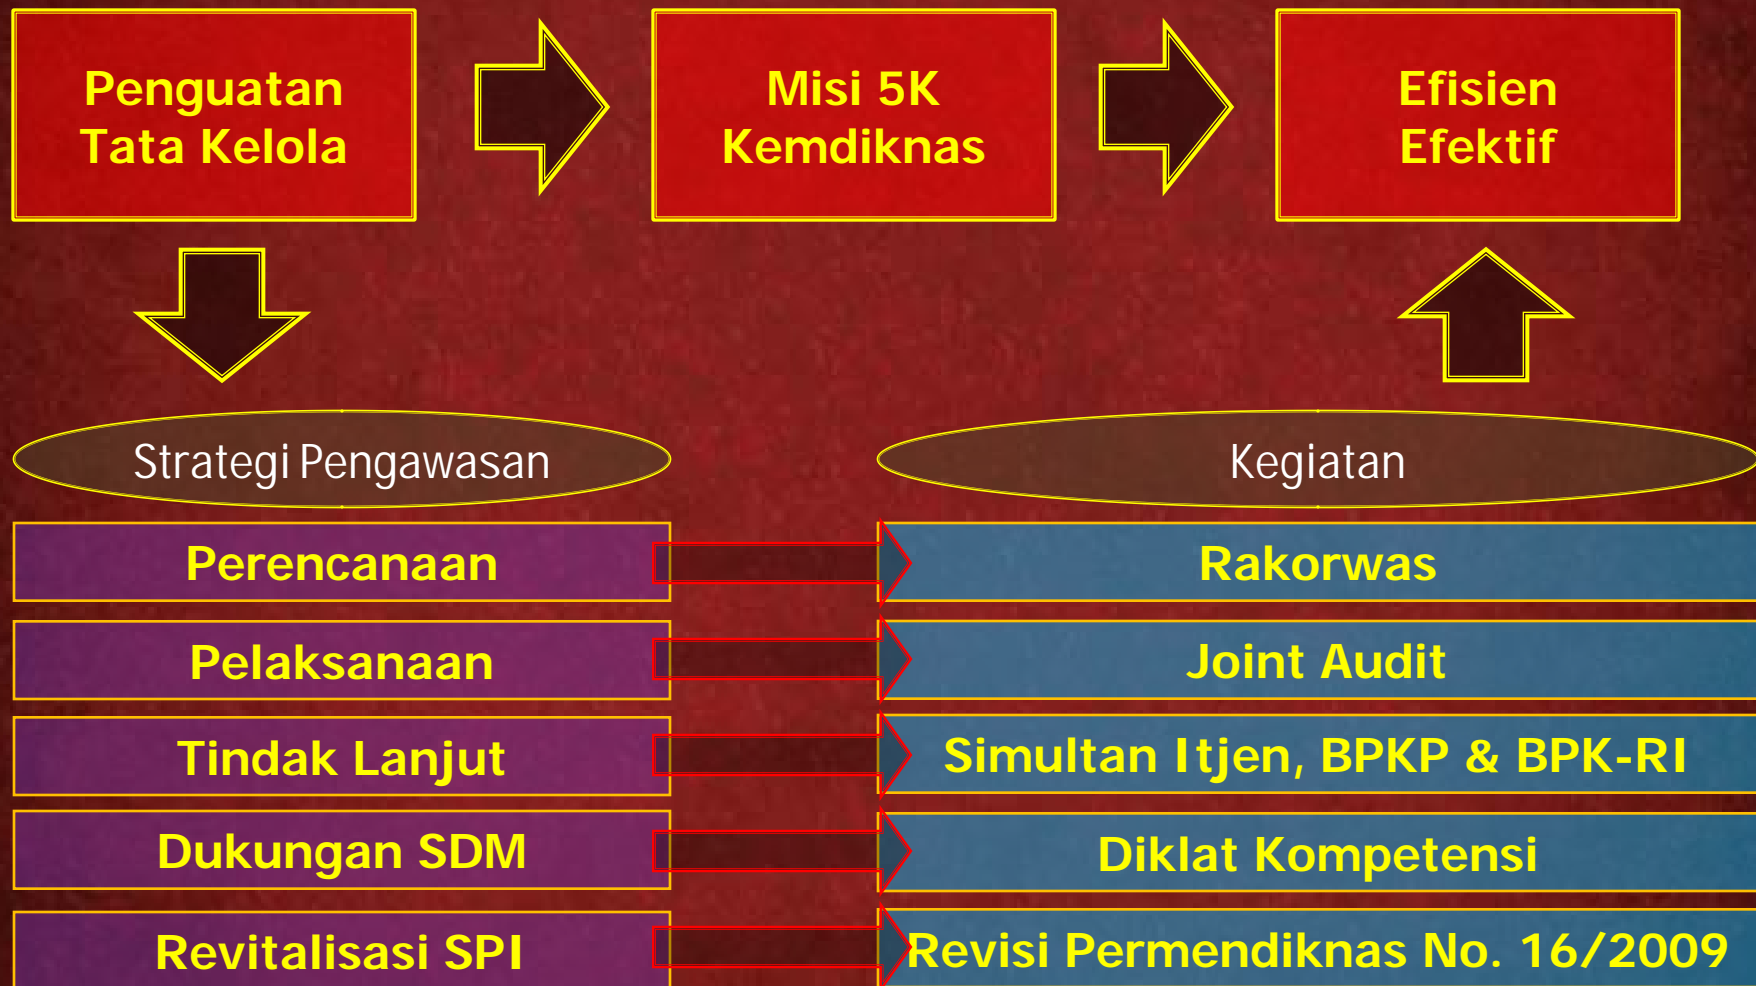 Penguatan
Tata Kelola
Misi 5K
Kemdiknas
Efisien
Efektif
Strategi Pengawasan
Kegiatan
Perencanaan
Rakorwas
Pelaksanaan
Joint Audit
Tindak Lanjut
Simultan Itjen, BPKP & BPK-RI
Dukungan SDM
Diklat Kompetensi
Revitalisasi SPI
Revisi Permendiknas No. 16/2009